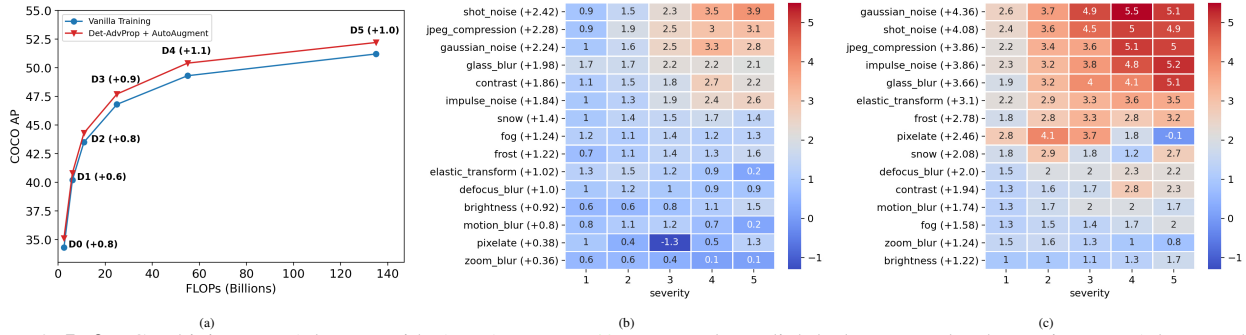 55.0
52.5
50.0
47.5
45.0
42.5
40.0
37.5
35.0
COCO AP
Vanilla Training
Det-AdvProp + AutoAugment
D0 (+0.8)
D1 (+0.6)
D2 (+0.8)
D3 (+0.9)
D4 (+1.1)
D5 (+1.0)
0 20 40 60 80 100 120 140
FLOPs (Billions)
(a)
shot_noise (+2.42) 0.9 1.5 2.3 3.5 3.9
jpeg_compression (+2.28) 0.9 1.9 2.5 3 3.1
gaussian_noise (+2.24) 1 1.6 2.5 3.3 2.8
glass_blur (+1.98) 1.7 1.7 2.2 2.2 2.1
contrast (+1.86) 1.1 1.5 1.8 2.7 2.2
impulse_noise (+1.84) 1 1.3 1.9 2.4 2.6
snow (+1.4) 1 1.4 1.5 1.7 1.4
fog (+1.24) 1.2 1.1 1.4 1.2 1.3
frost (+1.22) 0.7 1.1 1.4 1.3 1.6
elastic_transform (+1.02) 1.3 1.5 1.2 0.9 0.2
defocus_blur (+1.0) 1 1.2 1 0.9 0.9
brightness (+0.92) 0.6 0.6 0.8 1.1 1.5
motion_blur (+0.8) 0.8 1.1 1.2 0.7 0.2
pixelate (+0.38) 1 0.4 -1.3 0.5 1.3
zoom_blur (+0.36) 0.6 0.6 0.4 0.1 0.1
1 2 3 4 5
severity
5
4
3
2
1
0
−1
(b)
gaussian_noise (+4.36) 2.6 3.7 4.9 5.5 5.1
shot_noise (+4.08) 2.2 3.6 4.5 5 4.9
jpeg_compression (+3.86) 2.2 3.4 3.6 5.1 5
impulse_noise (+3.86) 2.3 3.2 3.8 4.8 5.2
glass_blur (+3.66) 1.9 3.2 4 4.1 5.1
elastic_transform (+3.1) 2.2 2.9 3.3 3.6 3.5
frost (+2.78) 1.8 2.8 3.3 2.8 3.2
pixelate (+2.46) 2.8 4.1 3.7 1.8 -0.1
snow (+2.08) 1.8 2.9 1.8 1.2 2.7
defocus_blur (+2.0) 1.5 2 2 2.3 2.2
contrast (+1.94) 1.3 1.6 1.7 2.8 2.3
motion_blur (+1.74) 1.3 1.7 2 2 1.7
fog (+1.58) 1.3 1.5 1.4 1.7 2
zoom_blur (+1.24) 1.5 1.6 1.3 1 0.8
brightness (+1.22) 1 1 1.1 1.3 1.7
1 2 3 4 5
severity
5
4
3
2
1
0
−1
(c)